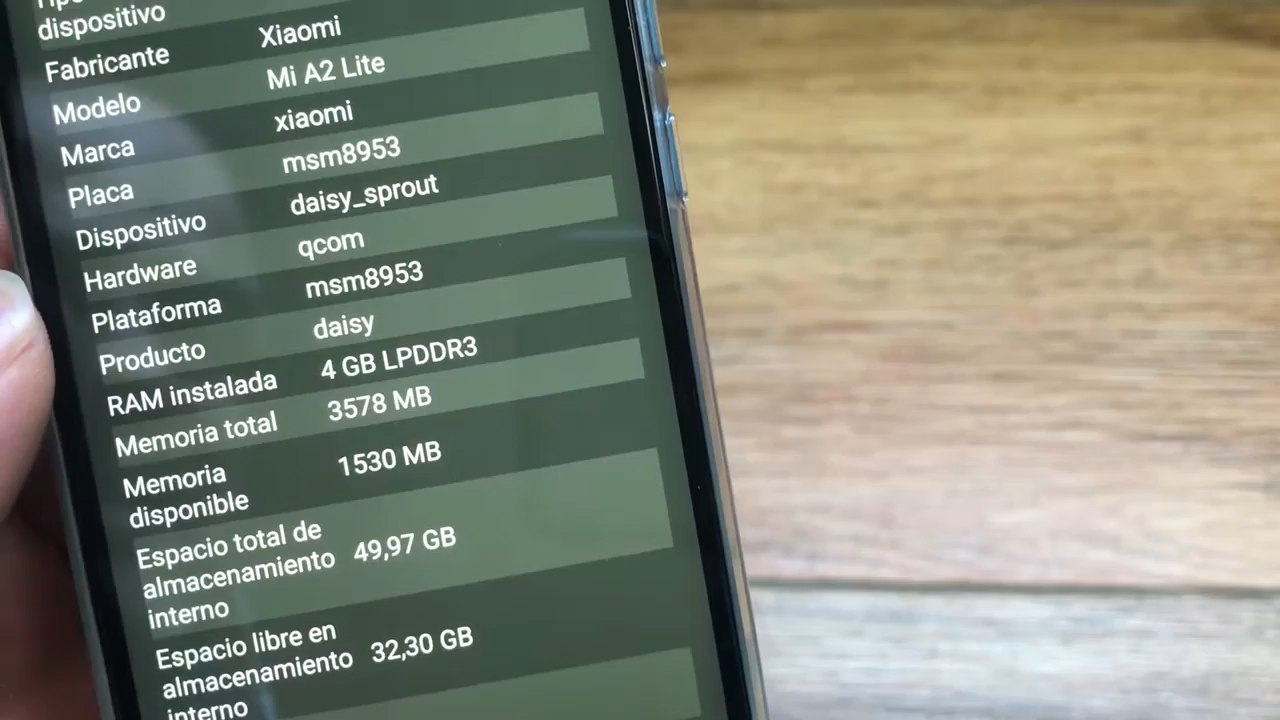 dispositivo
Fabricante Xiaomi
Modelo Mi A2 Lite
Marca xiaomi
Placa msm8953
Dispositivo daisy_sprout
Hardware qcom
Plataforma msm8953
Producto daisy
RAM instalada 4 GB LPDDR3
Memoria total 3578 MB
Memoria
disponible 1530 MB
Espacio total de
almacenamiento 49,97 GB
interno
Espacio libre en
almacenamiento 32,30 GB
interno